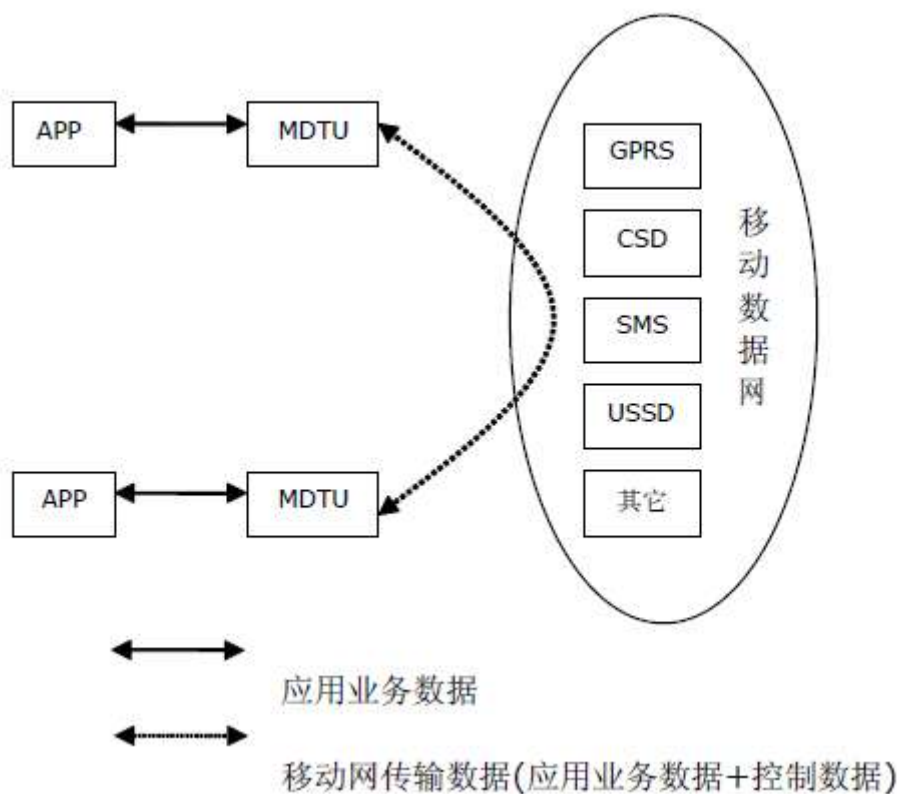 APP
MDTU
GPRS
CSD
SMS
USSD
其它
移动数据网
APP
MDTU
应用业务数据
移动网传输数据(应用业务数据+控制数据)